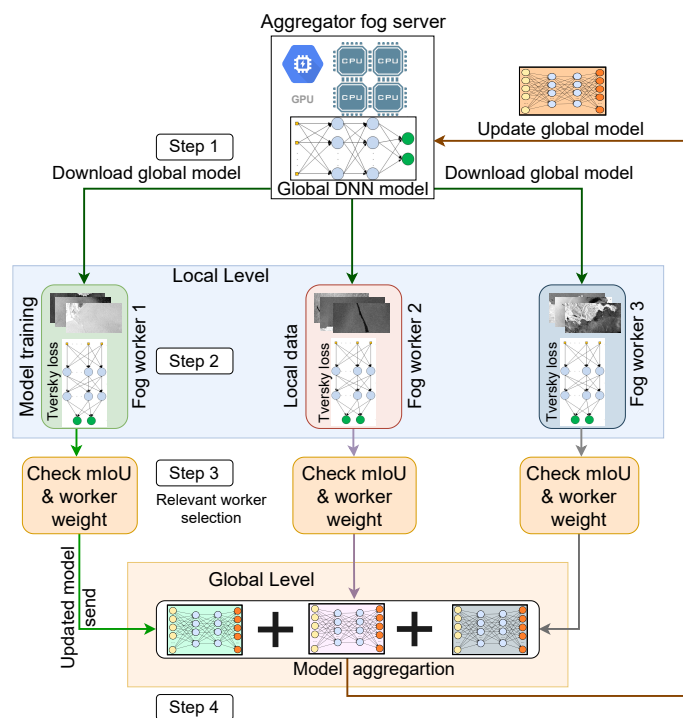 Aggregator fog server
CPU CPU
GPU
CPU CPU
Global DNN model
Update global model
Step 1
Download global model
Download global model
Local Level
Model training
Tversky loss
Fog worker 1
Step 2
Local data
Tversky loss
Fog worker 2
Tversky loss
Fog worker 3
Check mIoU
& worker
weight
Step 3
Relevant worker
selection
Check mIoU
& worker
weight
Check mIoU
& worker
weight
Updated model
send
Global Level
+ +
Model aggregartion
Step 4